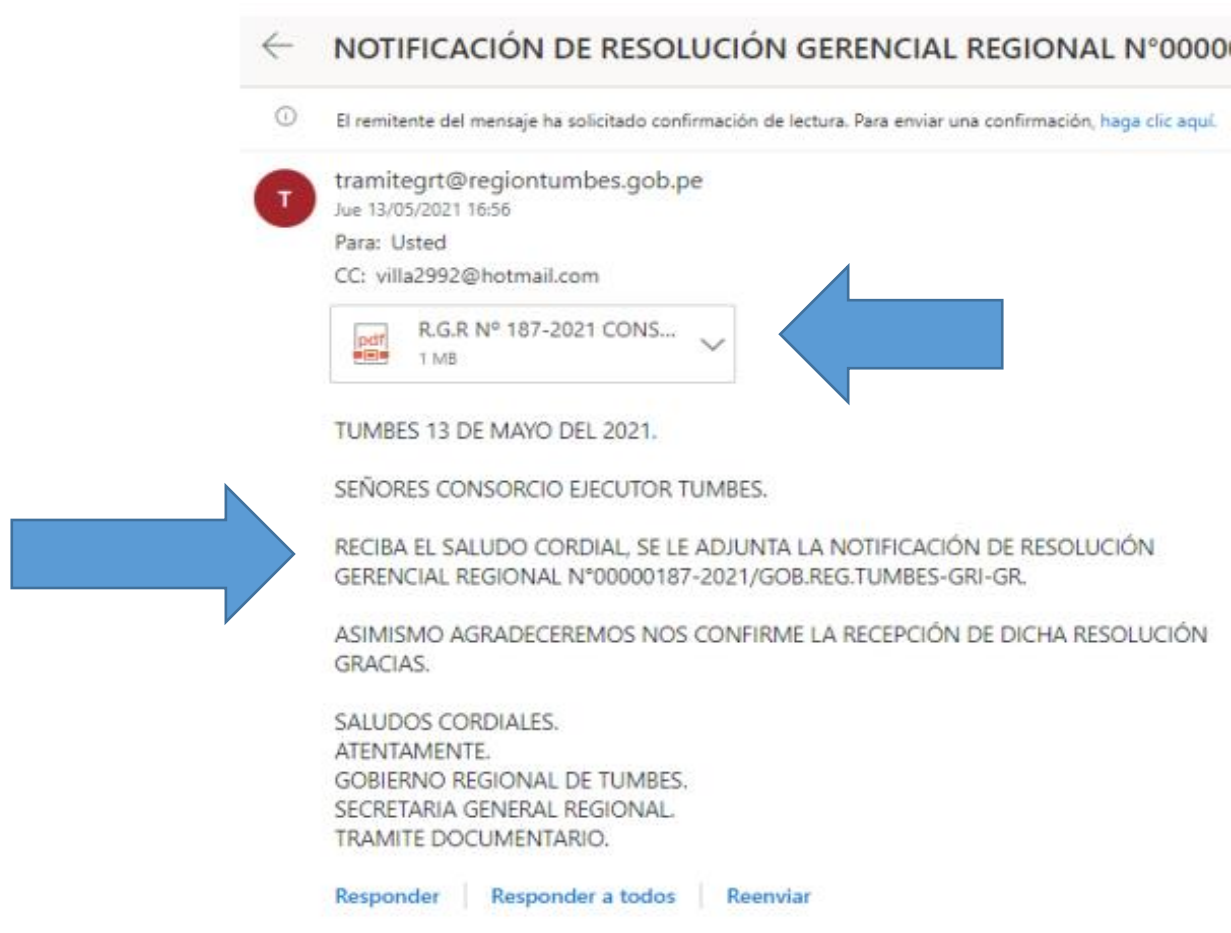 NOTIFICACIÓN DE RESOLUCIÓN GERENCIAL REGIONAL N°0000
El remitente del mensaje ha solicitado confirmación de lectura. Para enviar una confirmación, haga clic aquí.
T
tramitegrt@regiontumbes.gob.pe
Jue 13/05/2021 16:56
Para: Usted
CC: villa2992@hotmail.com
pdf
R.G.R Nº 187-2021 CONS...
1 MB
TUMBES 13 DE MAYO DEL 2021.
SEÑORES CONSORCIO EJECUTOR TUMBES.
RECIBA EL SALUDO CORDIAL, SE LE ADJUNTA LA NOTIFICACIÓN DE RESOLUCIÓN
GERENCIAL REGIONAL N°00000187-2021/GOB.REG.TUMBES-GRI-GR.
ASIMISMO AGRADECEREMOS NOS CONFIRME LA RECEPCIÓN DE DICHA RESOLUCIÓN
GRACIAS.
SALUDOS CORDIALES.
ATENTAMENTE.
GOBIERNO REGIONAL DE TUMBES.
SECRETARIA GENERAL REGIONAL.
TRAMITE DOCUMENTARIO.
Responder | Responder a todos | Reenviar